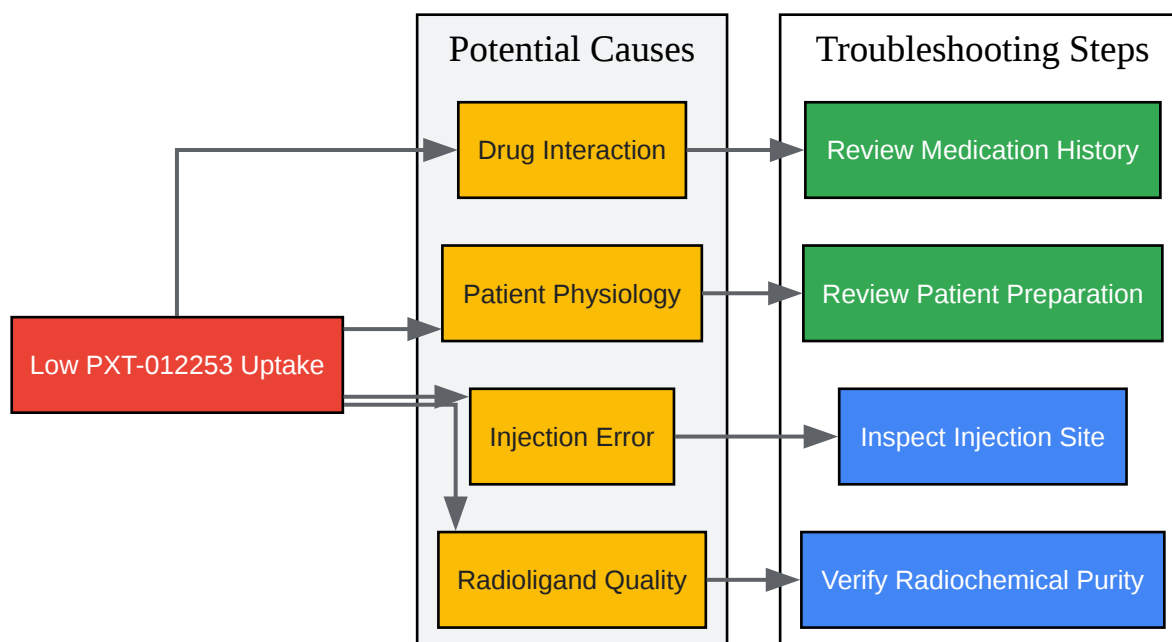 Potential Causes
Troubleshooting Steps
Drug Interaction
Review Medication History
Patient Physiology
Review Patient Preparation
Low PXT-012253 Uptake
Injection Error
Inspect Injection Site
Radioligand Quality
Verify Radiochemical Purity